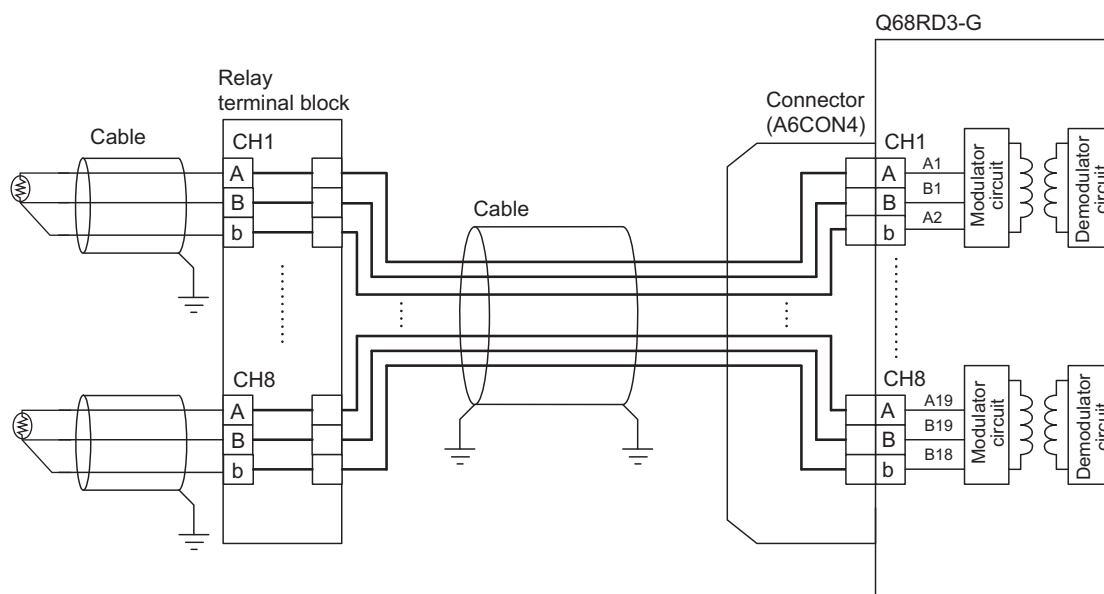 Q68RD3-G
Relay
terminal block
Connector
(A6CON4)
Cable
CH1
A
B
b
Cable
CH1
A
B
b
A1
B1
A2
Modulator
circuit
Demodulator
circuit
CH8
A
B
b
CH8
A
B
b
A19
B19
B18
Modulator
circuit
Demodulator
circuit